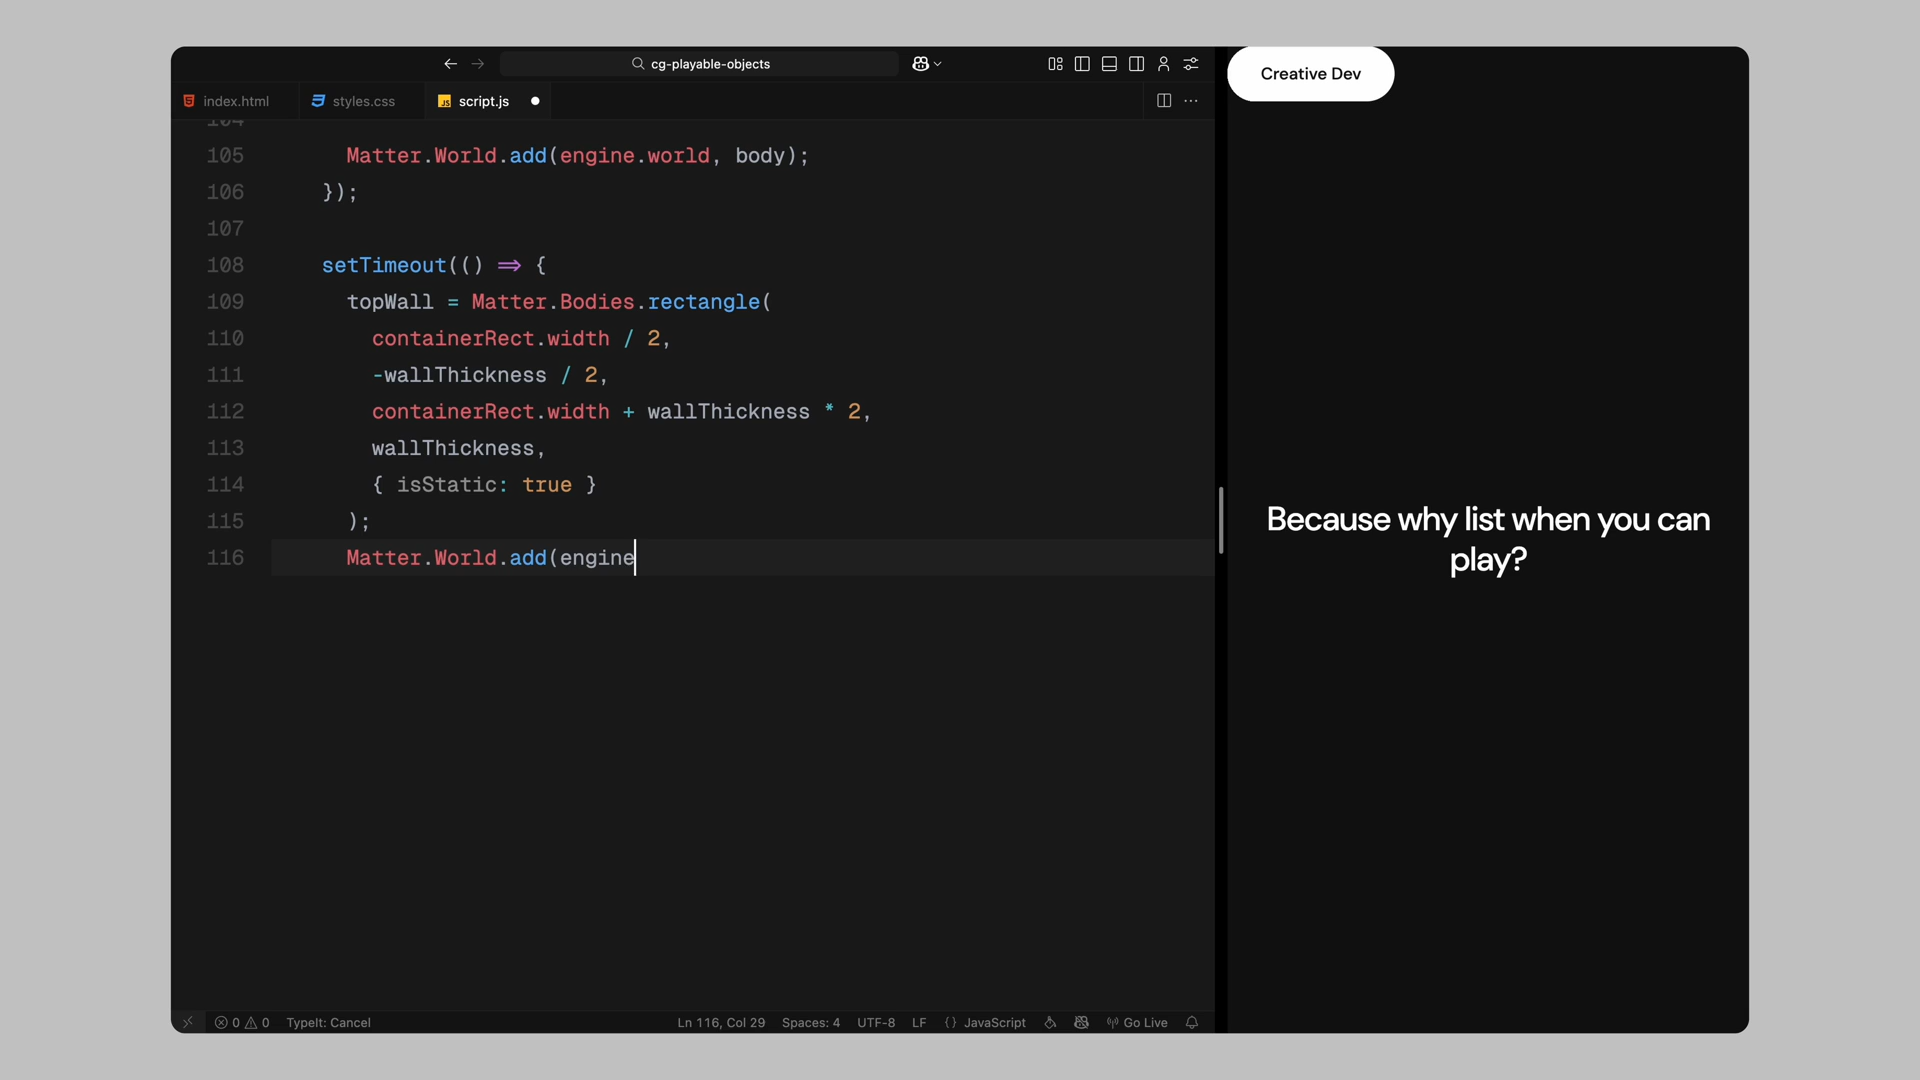 cg-playable-objects
index.html
styles.css
JS script.js
104
105 Matter.World.add(engine.world, body);
106 });
107
108 setTimeout(() => {
109 topWall = Matter.Bodies.rectangle(
110 containerRect.width / 2,
111 -wallThickness / 2,
112 containerRect.width + wallThickness * 2,
113 wallThickness,
114 { isStatic: true }
115 );
116 Matter.World.add(engine
0 0 TypeIt: Cancel Ln 116, Col 29 Spaces: 4 UTF-8 LF {} JavaScript Go Live
Creative Dev
Because why list when you can
play?